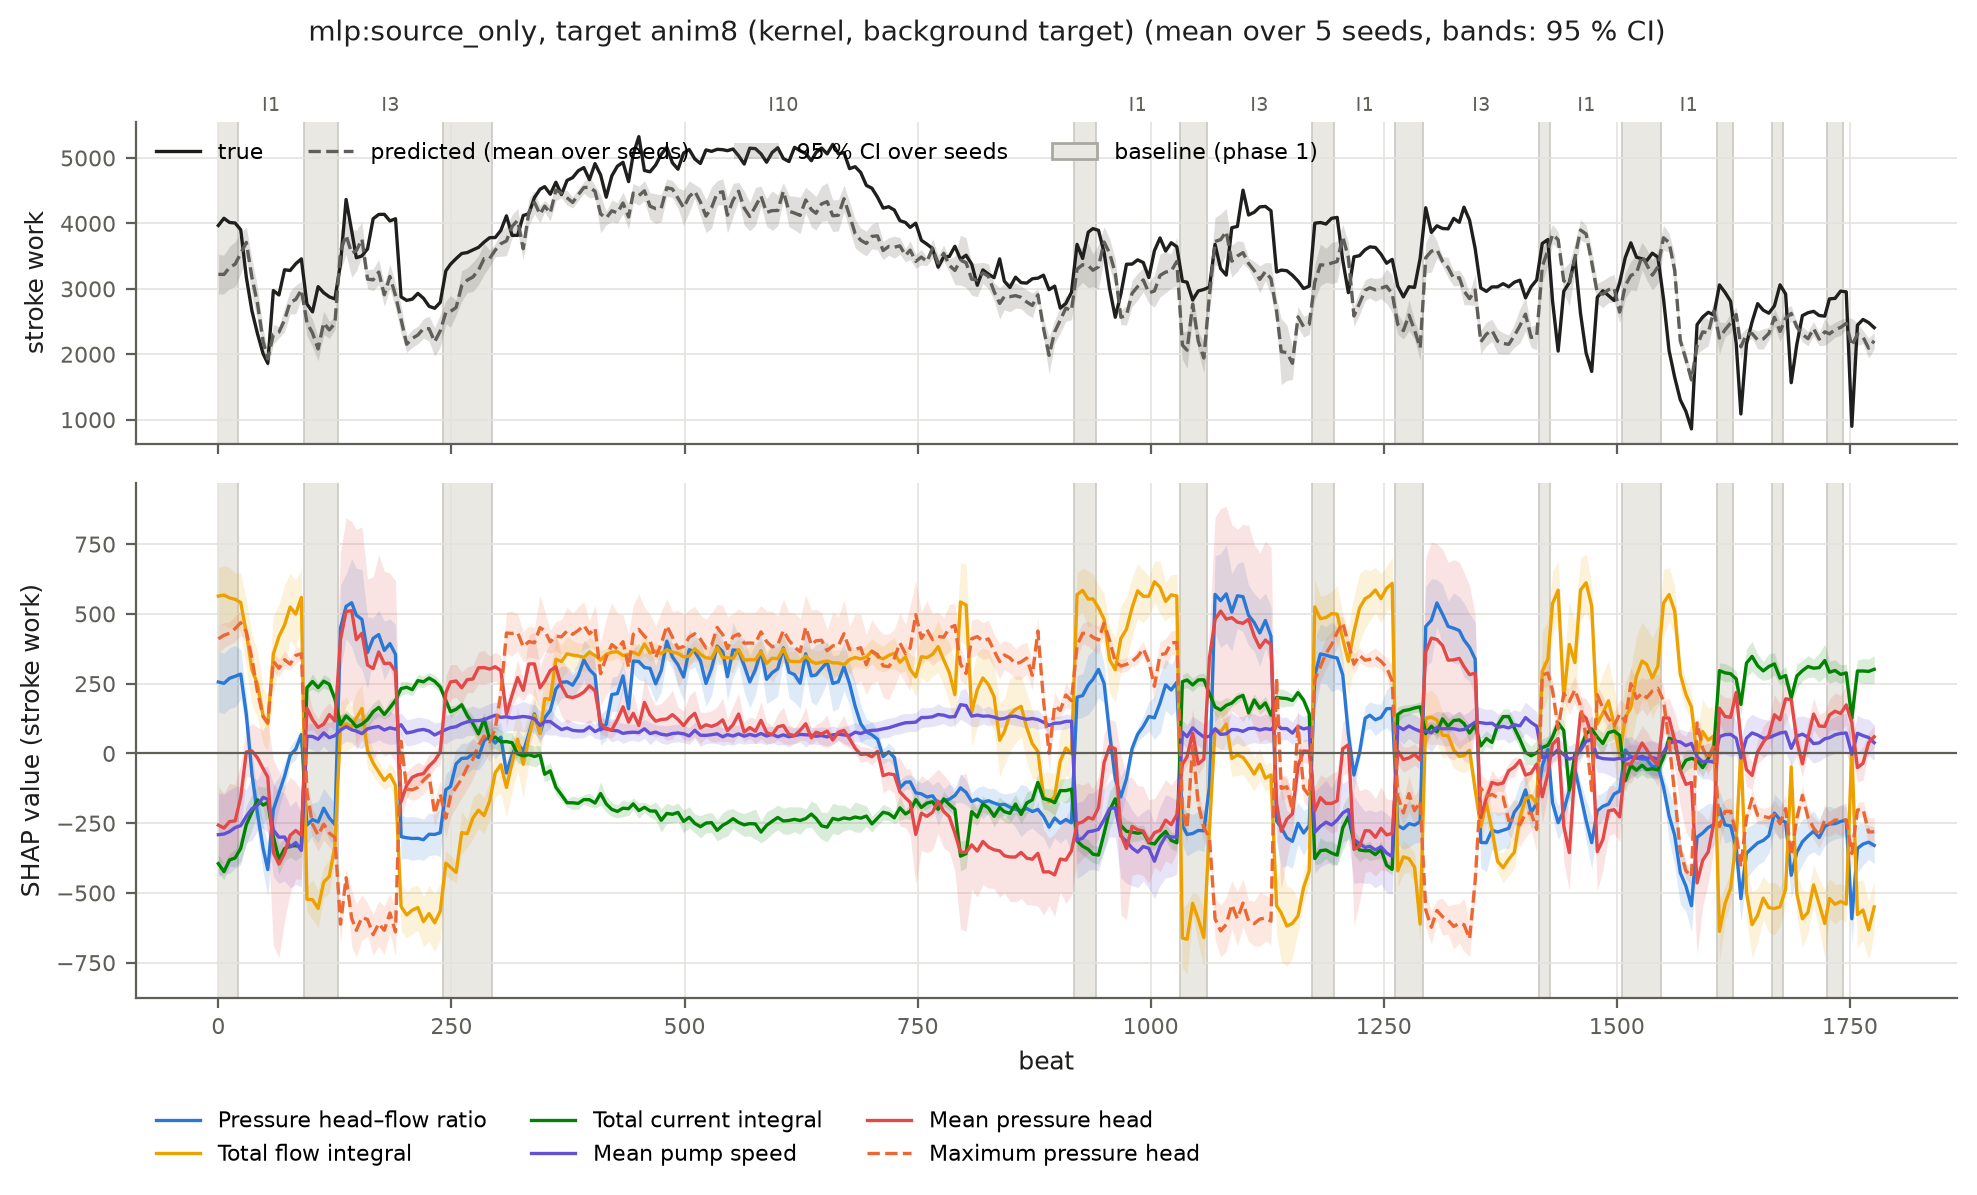 mlp:source_only, target anim8 (kernel, background target) (mean over 5 seeds, bands: 95 % CI)
I1 I3 I10 I1 I3 I1 I3 I1 I1
true predicted (mean over seeds) 95 % CI over seeds baseline (phase 1)
stroke work
5000
4000
3000
2000
1000
SHAP value (stroke work)
750
500
250
0
−250
−500
−750
0 250 500 750 1000 1250 1500 1750
beat
Pressure head–flow ratio Total current integral Mean pressure head
Total flow integral Mean pump speed Maximum pressure head